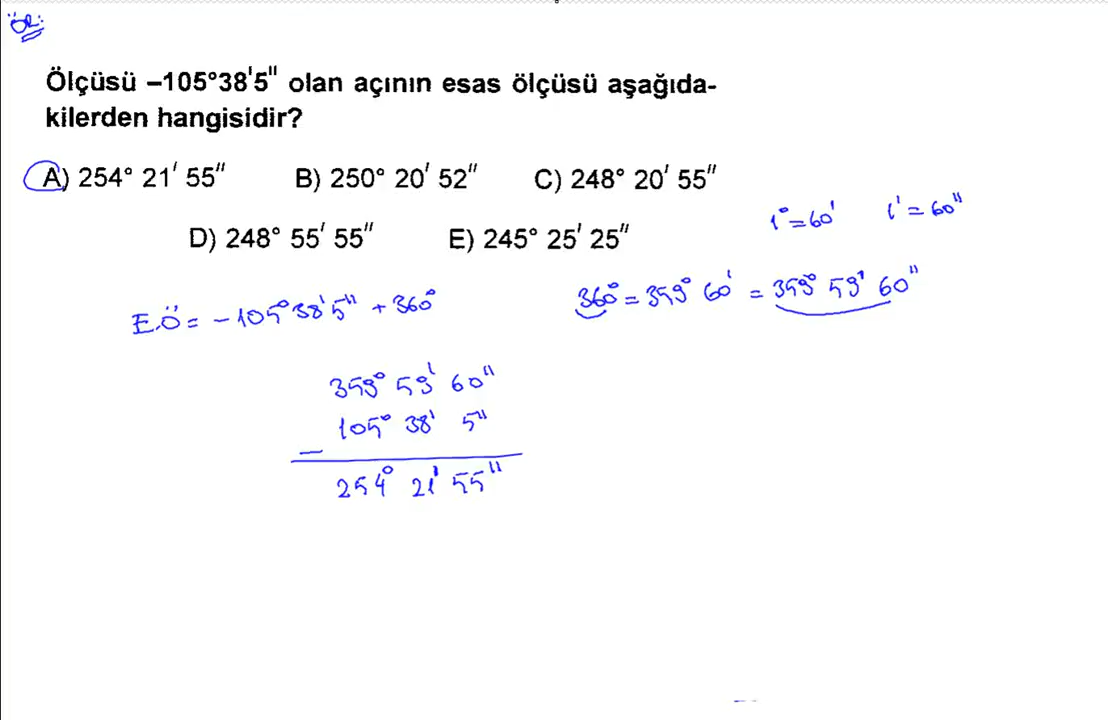 ÖR:
Ölçüsü –105°38'5'' olan açının esas ölçüsü aşağıda-
kilerden hangisidir?
A) 254° 21' 55'' B) 250° 20' 52'' C) 248° 20' 55''
D) 248° 55' 55'' E) 245° 25' 25''
1°=60' 1'=60''
E.Ö= -105°38'5'' + 360°
360°=359° 60' = 359° 59' 60''
359° 59' 60''
105° 38' 5''
–
254° 21' 55''